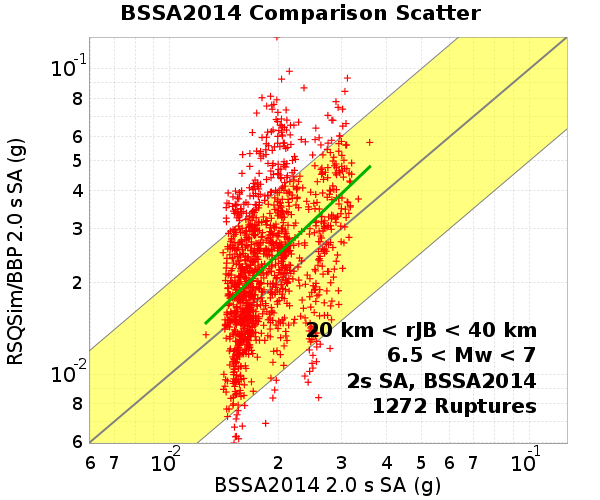 BSSA2014 Comparison Scatter
RSQSim/BBP 2.0 s SA (g)
10-1
8
6
5
4
3
2
10-2
8
6
20 km < rJB < 40 km
6.5 < Mw < 7
2s SA, BSSA2014
1272 Ruptures
6 7 10-2 2 3 4 5 6 7 10-1
BSSA2014 2.0 s SA (g)